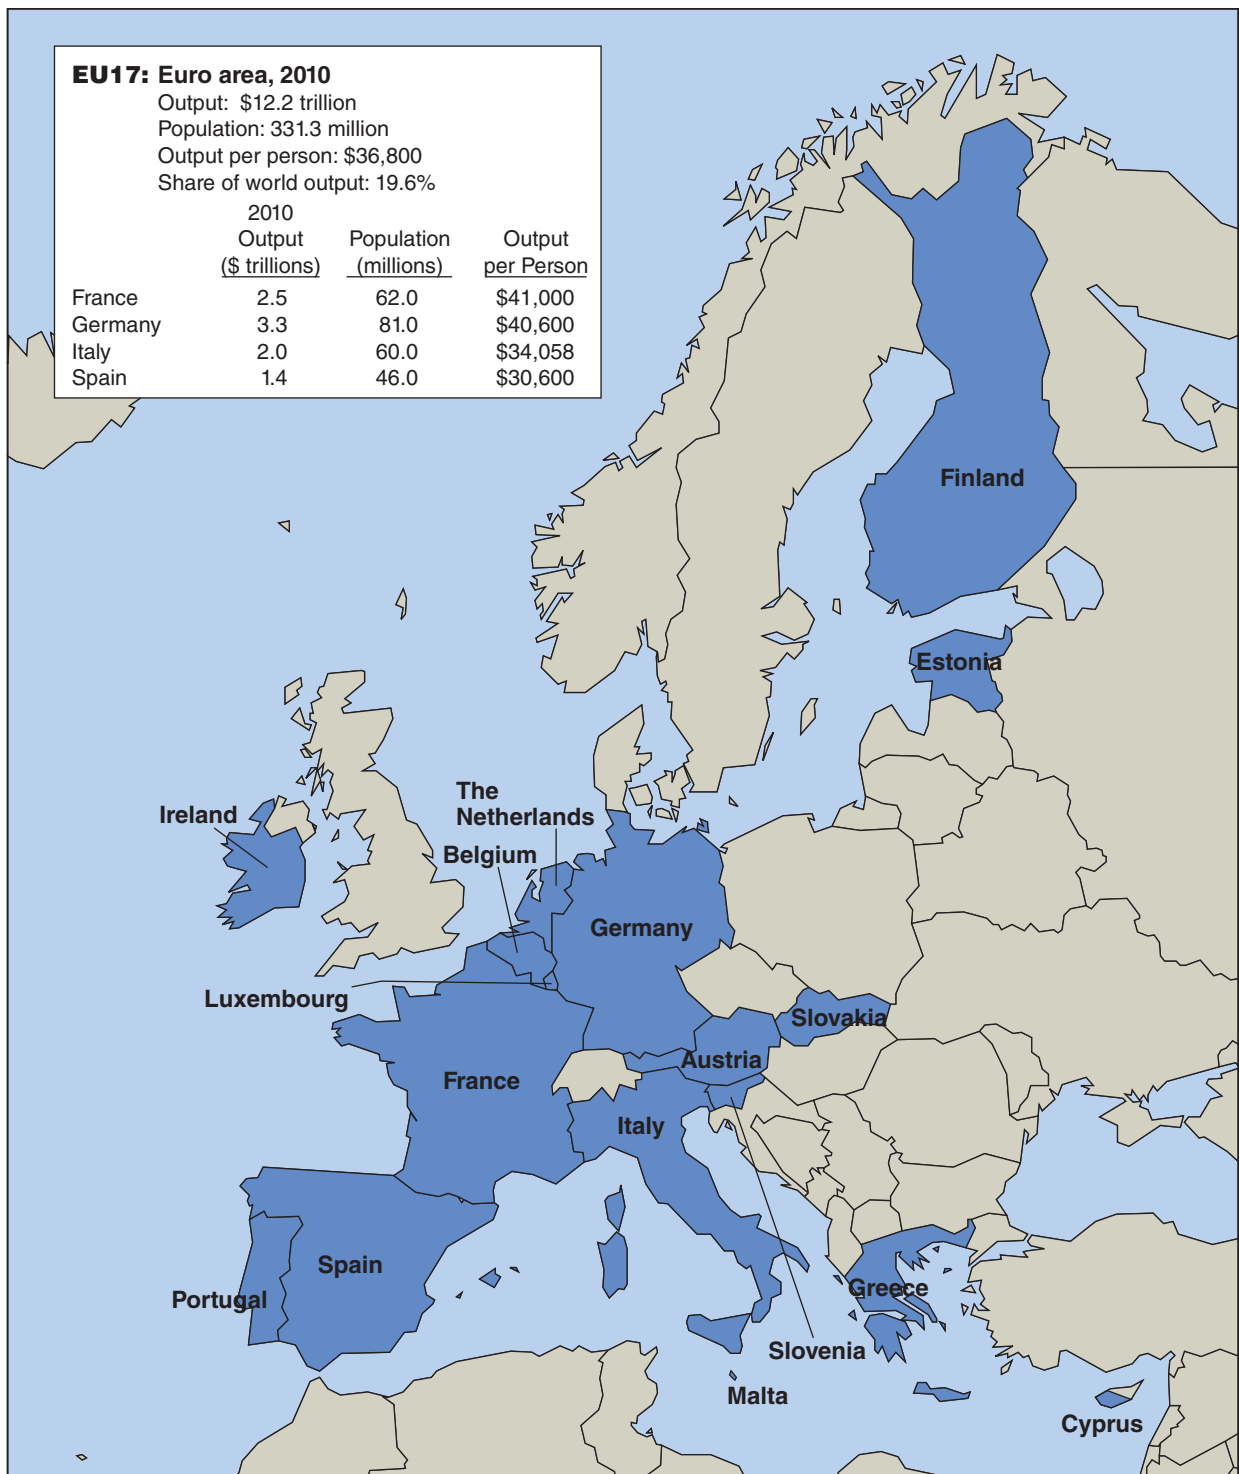 EU17: Euro area, 2010
Output: $12.2 trillion
Population: 331.3 million
Output per person: $36,800
Share of world output: 19.6%
2010
Output Population Output
($ trillions) (millions) per Person
France 2.5 62.0 $41,000
Germany 3.3 81.0 $40,600
Italy 2.0 60.0 $34,058
Spain 1.4 46.0 $30,600
Finland
Estonia
The
Netherlands
Ireland
Belgium
Germany
Luxembourg
Slovakia
Austria
France
Italy
Spain
Portugal
Greece
Slovenia
Malta
Cyprus